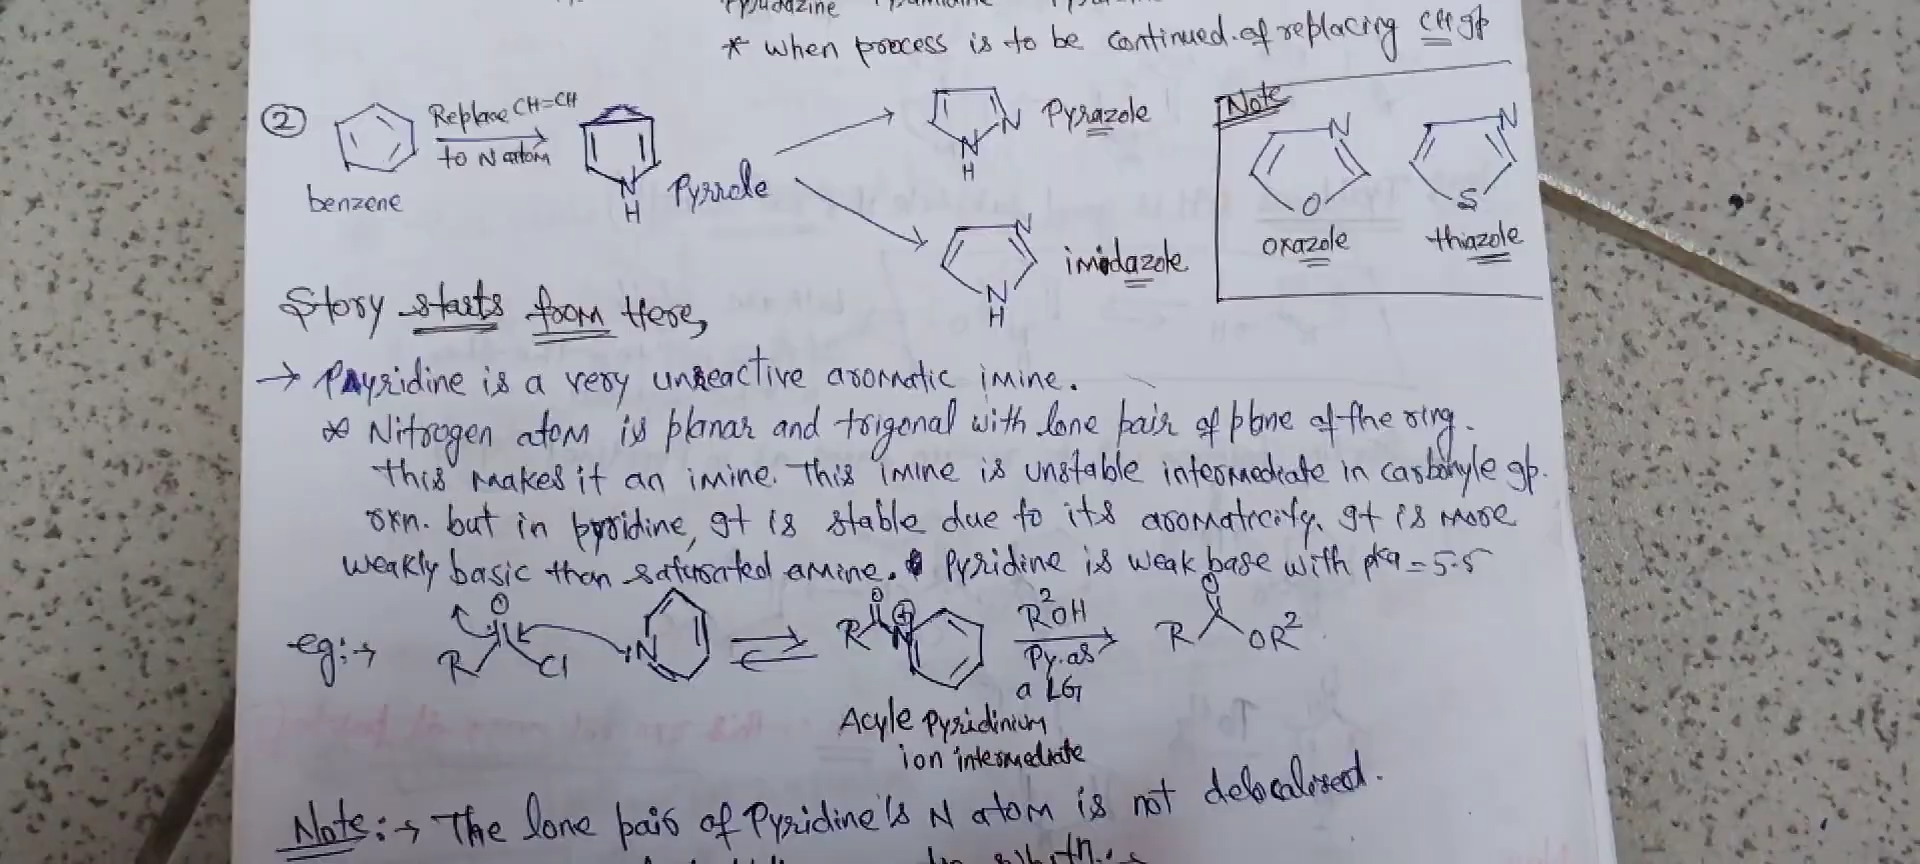 * When process is to be continued of replacing CH gp
② Replace CH=CH
to N atom
benzene
N
H
Pyrrole
N
N
H
Pyrazole
N
N
H
imidazole
Note
N
O
oxazole
N
S
thiazole
Story starts from Here,
→ Pyridine is a very unreactive aromatic imine.
* Nitrogen atom is planar and trigonal with lone pair of plane of the ring.
this makes it an imine. This imine is unstable intermediate in carbonyle gp.
rxn. but in pyridine, It is stable due to its aromaticity. It is more
weakly basic than saturated amine. Pyridine is weak base with pka = 5.5
eg:→
O
R
Cl
:N
O
R
⊕
N
R²OH
Py. as
a LG
O
R
OR²
Acyle Pyridinium
ion intermediate
Note:→ The lone pair of Pyridine's N atom is not delocalised.